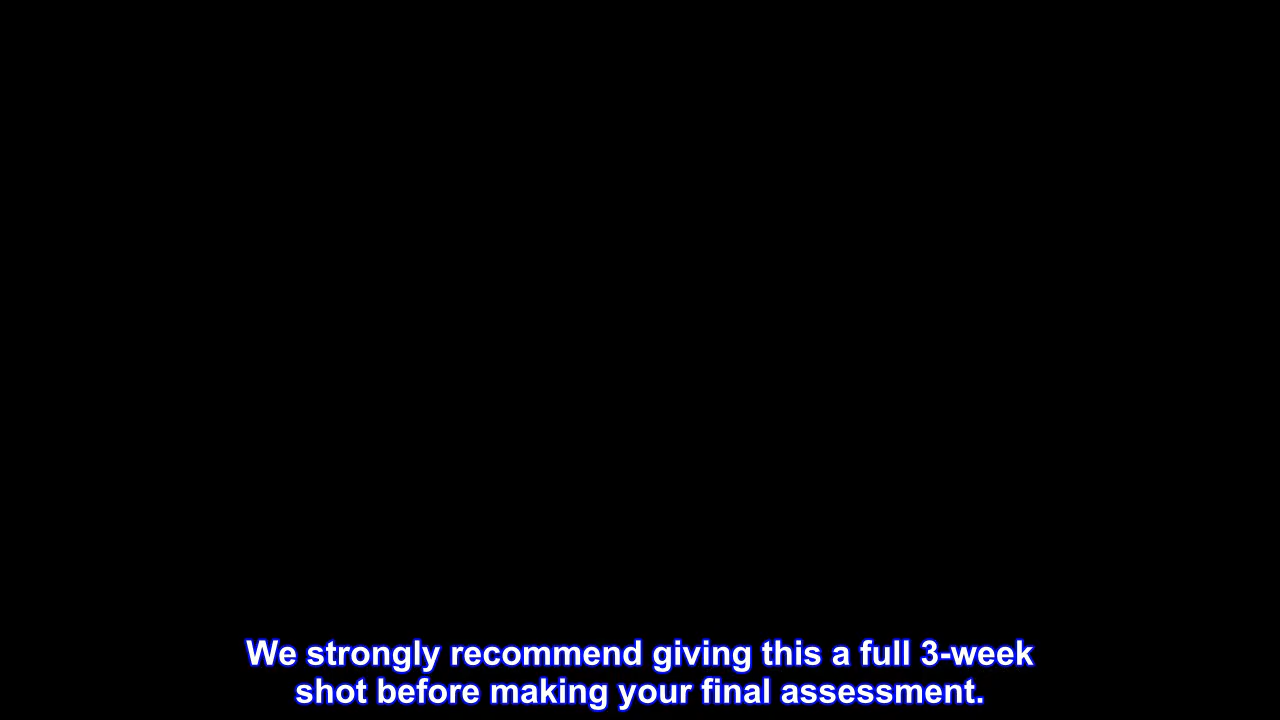 We strongly recommend giving this a full 3-week
shot before making your final assessment.